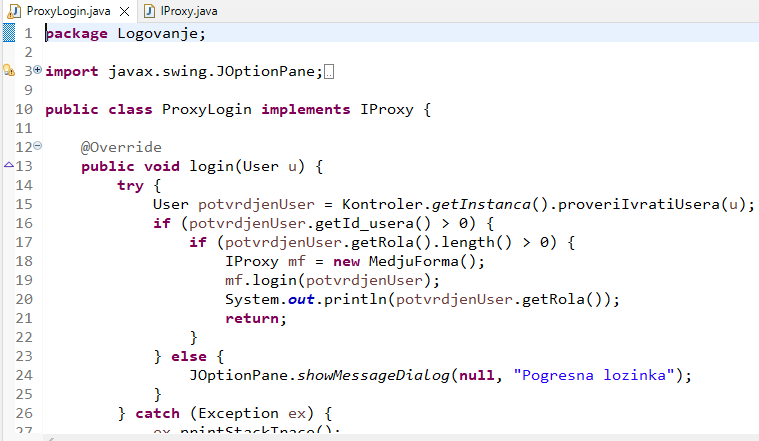 ProxyLogin.java IProxy.java
1 package Logovanje;
2
3 import javax.swing.JOptionPane;
9
10 public class ProxyLogin implements IProxy {
11
12 @Override
13 public void login(User u) {
14 try {
15 User potvrdjenUser = Kontroler.getInstanca().proveriIvratiUsera(u);
16 if (potvrdjenUser.getId_usera() > 0) {
17 if (potvrdjenUser.getRola().length() > 0) {
18 IProxy mf = new MedjuForma();
19 mf.login(potvrdjenUser);
20 System.out.println(potvrdjenUser.getRola());
21 return;
22 }
23 } else {
24 JOptionPane.showMessageDialog(null, "Pogresna lozinka");
25 }
26 } catch (Exception ex) {
27 ex.printStackTrace();